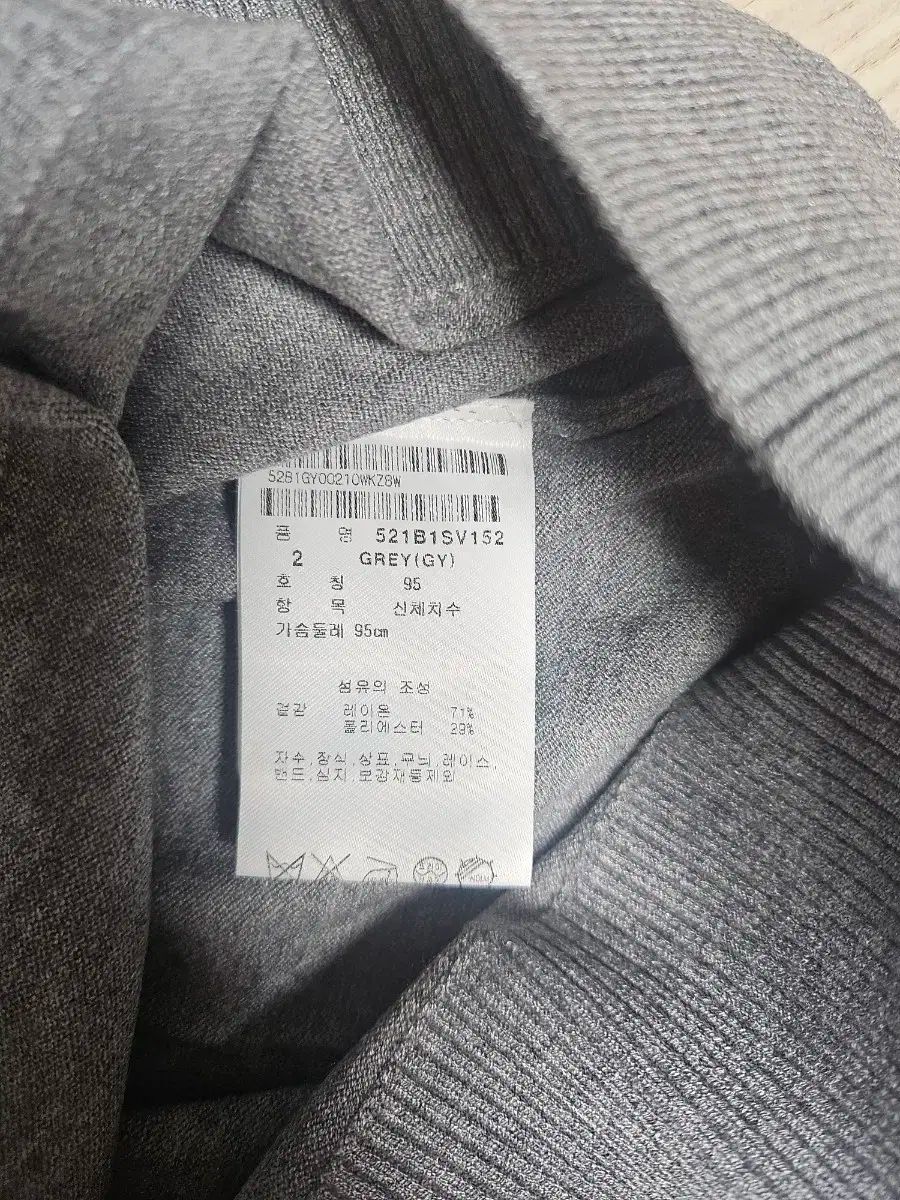 52B1GY00210WKZ8W
품 명 521B1SV152
2 GREY(GY)
호 칭 95
항 목 신체치수
가슴둘레 95cm
섬유의 조성
겉감 레이온 71%
폴리에스터 29%
자수,장식,상표,무늬,레이스,
밴드,심지,보강재등제외